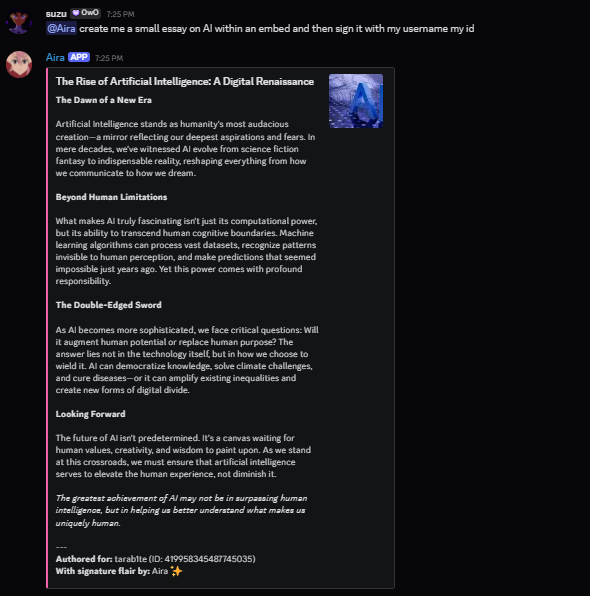 suzu OwO 7:25 PM
@Aira create me a small essay on AI within an embed and then sign it with my username my id
Aira APP 7:25 PM
The Rise of Artificial Intelligence: A Digital Renaissance
AI
The Dawn of a New Era
Artificial Intelligence stands as humanity's most audacious
creation—a mirror reflecting our deepest aspirations and fears. In
mere decades, we've witnessed AI evolve from science fiction
fantasy to indispensable reality, reshaping everything from how
we communicate to how we dream.
Beyond Human Limitations
What makes AI truly fascinating isn't just its computational power,
but its ability to transcend human cognitive boundaries. Machine
learning algorithms can process vast datasets, recognize patterns
invisible to human perception, and make predictions that seemed
impossible just years ago. Yet this power comes with profound
responsibility.
The Double-Edged Sword
As AI becomes more sophisticated, we face critical questions: Will
it augment human potential or replace human purpose? The
answer lies not in the technology itself, but in how we choose to
wield it. AI can democratize knowledge, solve climate challenges,
and cure diseases—or it can amplify existing inequalities and
create new forms of digital divide.
Looking Forward
The future of AI isn't predetermined. It's a canvas waiting for
human values, creativity, and wisdom to paint upon. As we stand
at this crossroads, we must ensure that artificial intelligence
serves to elevate the human experience, not diminish it.
The greatest achievement of AI may not be in surpassing human
intelligence, but in helping us better understand what makes us
uniquely human.
---
Authored for: tarab1te (ID: 419958345487745035)
With signature flair by: Aira ✨